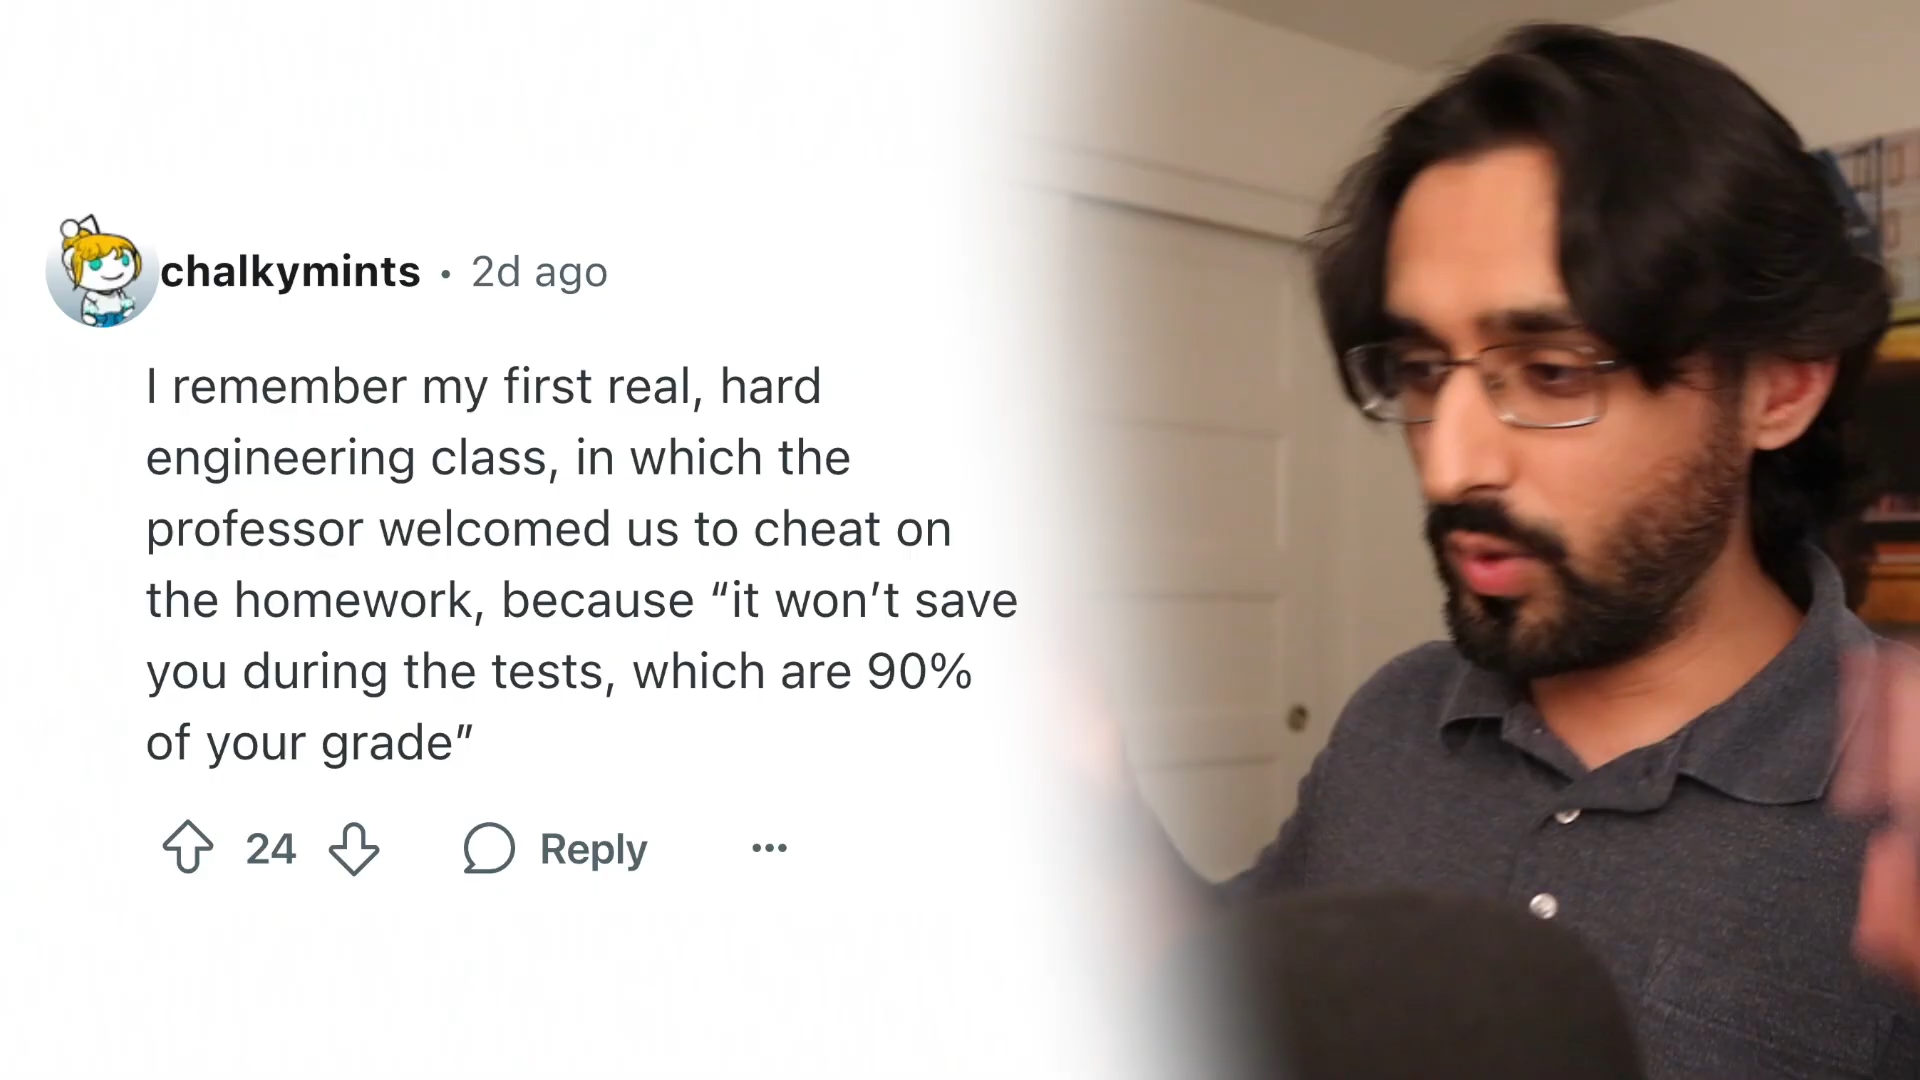 chalkymints • 2d ago
I remember my first real, hard
engineering class, in which the
professor welcomed us to cheat on
the homework, because “it won’t save
you during the tests, which are 90%
of your grade”
24 Reply ...